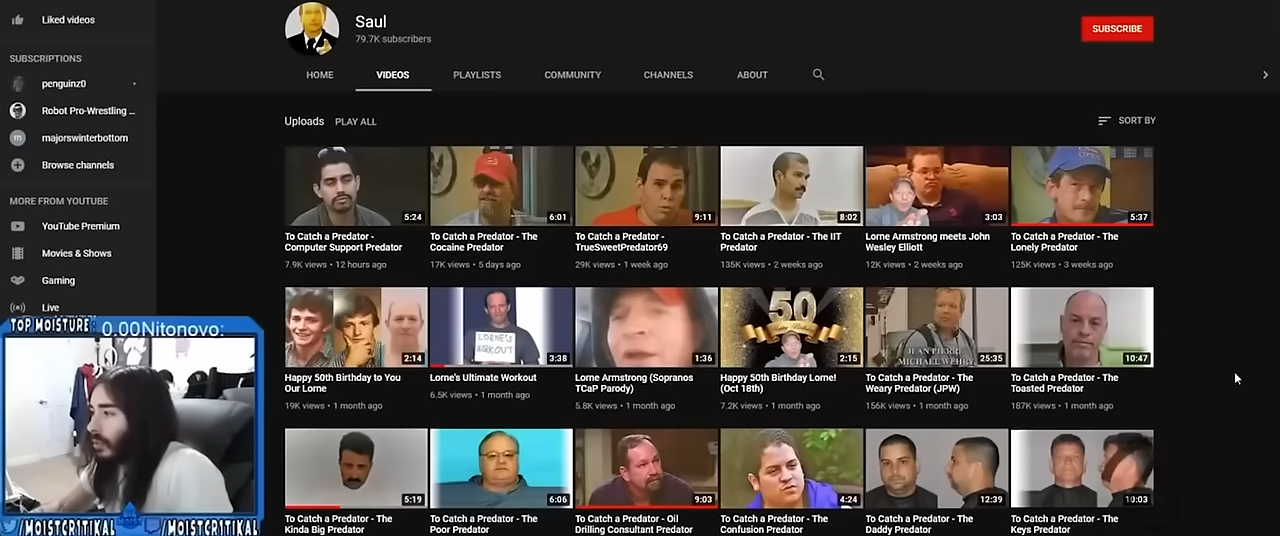 Liked videos
SUBSCRIPTIONS
penguinz0
Robot Pro-Wrestling ...
majorswinterbottom
Browse channels
MORE FROM YOUTUBE
YouTube Premium
Movies & Shows
Gaming
Live
Saul
79.7K subscribers
SUBSCRIBE
HOME VIDEOS PLAYLISTS COMMUNITY CHANNELS ABOUT
Uploads PLAY ALL SORT BY
5:24 6:01 9:11 8:02 3:03 5:37
To Catch a Predator -
Computer Support Predator
7.9K views • 12 hours ago
To Catch a Predator - The
Cocaine Predator
17K views • 5 days ago
To Catch a Predator -
TrueSweetPredator69
29K views • 1 week ago
To Catch a Predator - The IIT
Predator
135K views • 2 weeks ago
Lorne Armstrong meets John
Wesley Elliott
12K views • 2 weeks ago
To Catch a Predator - The
Lonely Predator
125K views • 3 weeks ago
LORNE'S
WORKOUT
50
JEAN PIERRE
MICHAEL WEHRY
2:14 3:38 1:36 2:15 25:35 10:47
Happy 50th Birthday to You
Our Lorne
19K views • 1 month ago
Lorne's Ultimate Workout
6.5K views • 1 month ago
Lorne Armstrong (Sopranos
TCaP Parody)
5.8K views • 1 month ago
Happy 50th Birthday Lorne!
(Oct 18th)
7.2K views • 1 month ago
To Catch a Predator - The
Weary Predator (JPW)
156K views • 1 month ago
To Catch a Predator - The
Toasted Predator
187K views • 1 month ago
5:19 6:06 9:03 4:24 12:39 10:03
To Catch a Predator - The
Kinda Big Predator
To Catch a Predator - The
Poor Predator
To Catch a Predator - Oil
Drilling Consultant Predator
To Catch a Predator - The
Confusion Predator
To Catch a Predator - The
Daddy Predator
To Catch a Predator - The
Keys Predator
TOP MOISTURE: 0.00Nitonovo:
/MOISTCR1TIKAL /MOISTCR1TIKAL